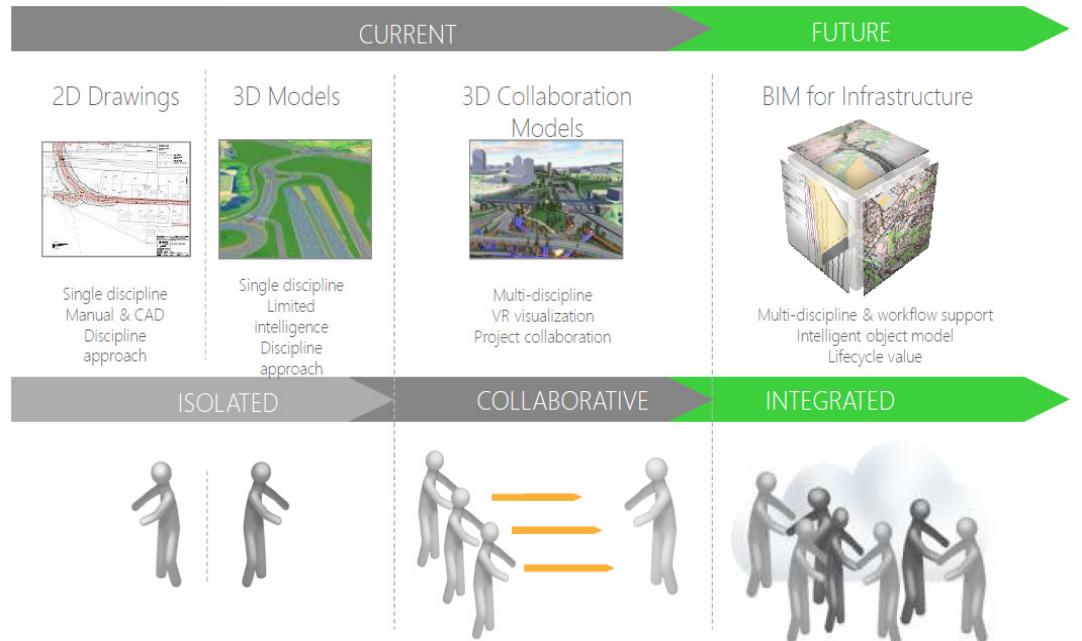 CURRENT
FUTURE
2D Drawings
3D Models
3D Collaboration
Models
BIM for Infrastructure
Single discipline
Manual & CAD
Discipline
approach
Single discipline
Limited
intelligence
Discipline
approach
Multi-discipline
VR visualization
Project collaboration
Multi-discipline & workflow support
Intelligent object model
Lifecycle value
ISOLATED
COLLABORATIVE
INTEGRATED